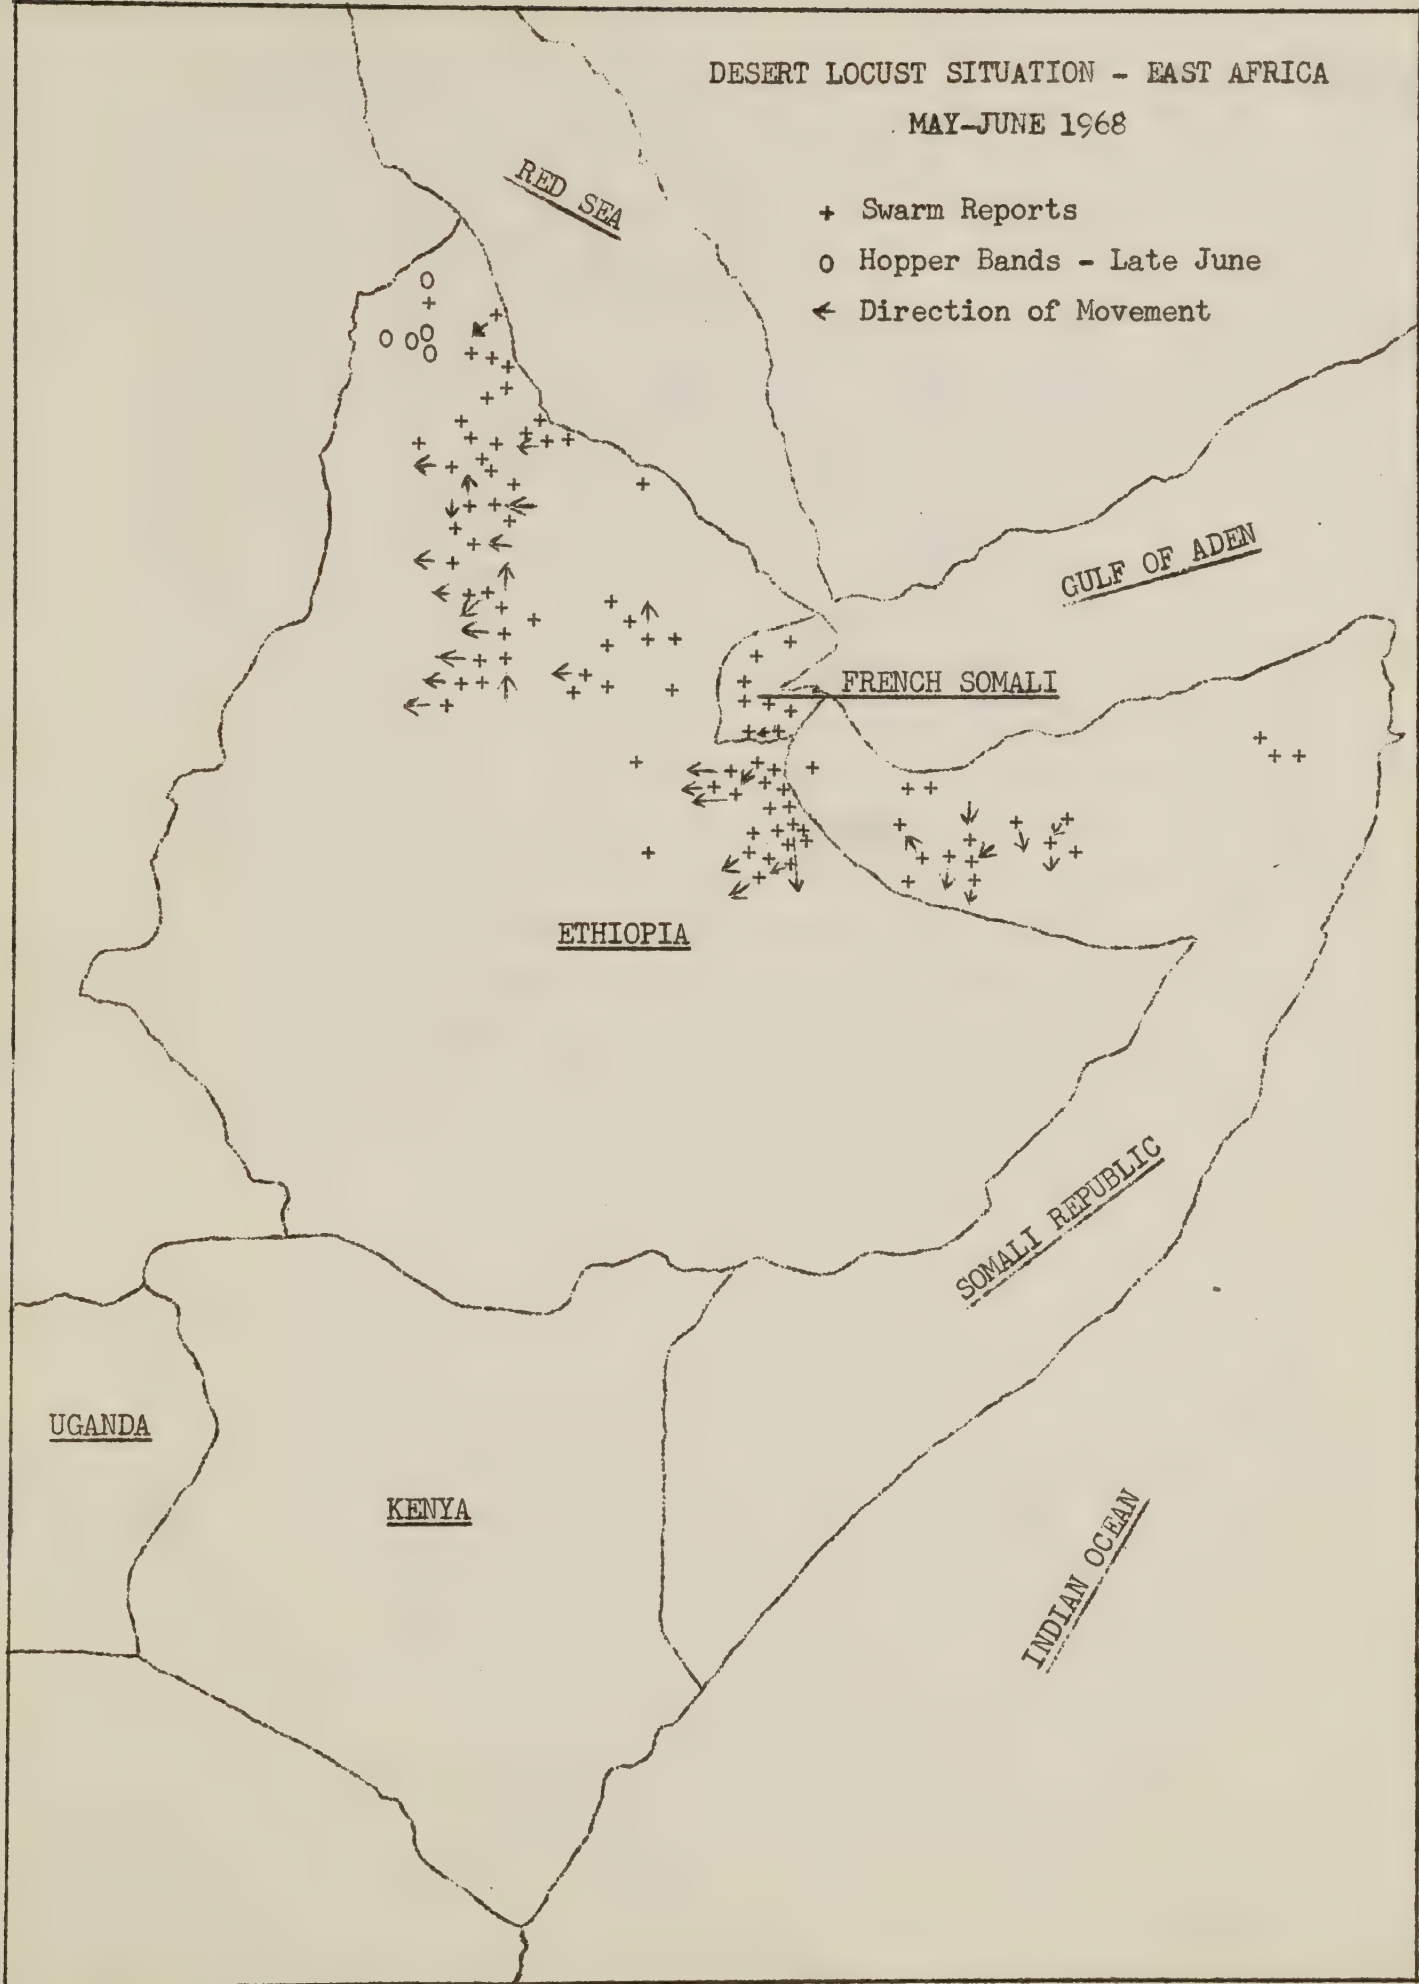 DESERT LOCUST SITUATION - EAST AFRICA
MAY-JUNE 1968
RED SEA
+ Swarm Reports
O Hopper Bands - Late June
← Direction of Movement
GULF OF ADEN
FRENCH SOMALI
ETHIOPIA
SOMALI REPUBLIC
UGANDA
KENYA
INDIAN OCEAN